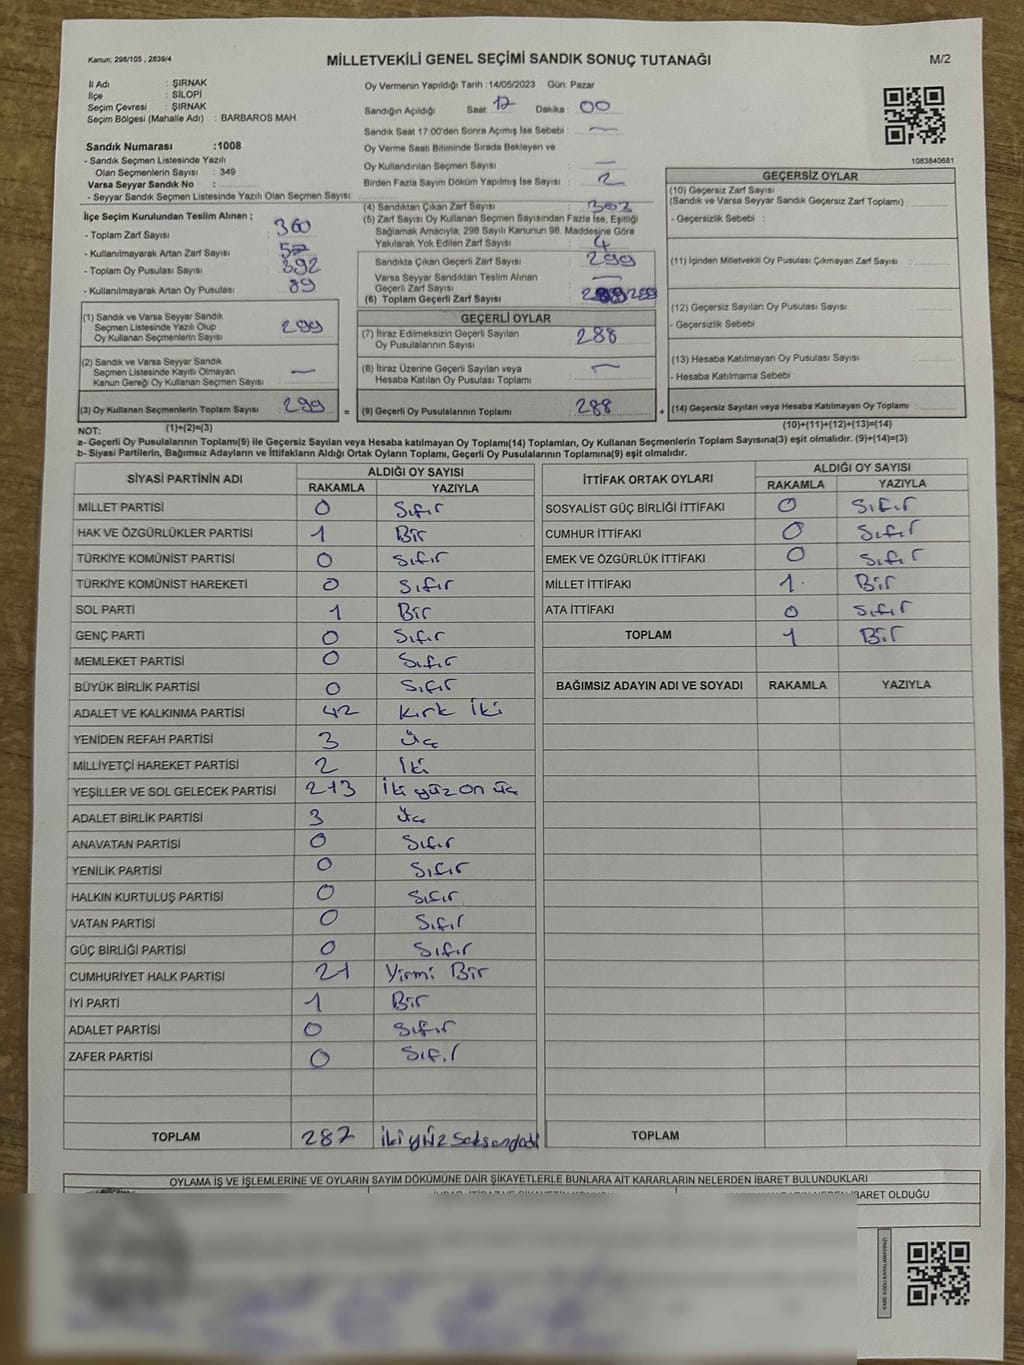 Kanun; 298/105 , 2839/4
MİLLETVEKİLİ GENEL SEÇİMİ SANDIK SONUÇ TUTANAĞI
M/2
İl Adı : ŞIRNAK
İlçe : SİLOPİ
Seçim Çevresi : ŞIRNAK
Seçim Bölgesi (Mahalle Adı) : BARBAROS MAH.
Sandık Numarası :1008
- Sandık Seçmen Listesinde Yazılı
Olan Seçmenlerin Sayısı : 349
Varsa Seyyar Sandık No :
- Seyyar Sandık Seçmen Listesinde Yazılı Olan Seçmen Sayısı:
İlçe Seçim Kurulundan Teslim Alınan ;
- Toplam Zarf Sayısı : 360
- Kullanılmayarak Artan Zarf Sayısı :
- Toplam Oy Pusulası Sayısı : 392
- Kullanılmayarak Artan Oy Pusulası : 89
(1) Sandık ve Varsa Seyyar Sandık
Seçmen Listesinde Yazılı Olup
Oy Kullanan Seçmenlerin Sayısı : 299
(2) Sandık ve Varsa Seyyar Sandık
Seçmen Listesinde Kayıtlı Olmayan
Kanun Gereği Oy Kullanan Seçmen Sayısı : —
(3) Oy Kullanan Seçmenlerin Toplam Sayısı : 299
(1)+(2)=(3)
Oy Vermenin Yapıldığı Tarih :14/05/2023 Gün: Pazar
Sandığın Açıldığı Saat : 17 Dakika : 00
Sandık Saat 17:00'den Sonra Açımış İse Sebebi : —
Oy Verme Saati Bitiminde Sırada Bekleyen ve
Oy Kullandırılan Seçmen Sayısı : —
Birden Fazla Sayım Döküm Yapılmış İse Sayısı : 2
(4) Sandıktan Çıkan Zarf Sayısı : 303
(5) Zarf Sayısı Oy Kullanan Seçmen Sayısından Fazla İse, Eşitliği
Sağlamak Amacıyla, 298 Sayılı Kanunun 98. Maddesine Göre
Yakılarak Yok Edilen Zarf Sayısı : 4
Sandıkta Çıkan Geçerli Zarf Sayısı : 299
Varsa Seyyar Sandıktan Teslim Alınan
Geçerli Zarf Sayısı : —
(6) Toplam Geçerli Zarf Sayısı : 299
GEÇERLİ OYLAR
(7) İtiraz Edilmeksizin Geçerli Sayılan
Oy Pusulalarının Sayısı : 288
(8) İtiraz Üzerine Geçerli Sayılan veya
Hesaba Katılan Oy Pusulası Toplamı : —
= (9) Geçerli Oy Pusulalarının Toplamı : 288
1083840681
GEÇERSİZ OYLAR
(10) Geçersiz Zarf Sayısı
(Sandık ve Varsa Seyyar Sandık Geçersiz Zarf Toplamı) :
- Geçersizlik Sebebi :
(11) İçinden Milletvekili Oy Pusulası Çıkmayan Zarf Sayısı :
(12) Geçersiz Sayılan Oy Pusulası Sayısı :
- Geçersizlik Sebebi :
(13) Hesaba Katılmayan Oy Pusulası Sayısı :
- Hesaba Katılmama Sebebi :
+ (14) Geçersiz Sayılan veya Hesaba Katılmayan Oy Toplamı :
(10)+(11)+(12)+(13)=(14)
NOT:
a- Geçerli Oy Pusulalarının Toplamı(9) ile Geçersiz Sayılan veya Hesaba katılmayan Oy Toplamı(14) Toplamları, Oy Kullanan Seçmenlerin Toplam Sayısına(3) eşit olmalıdır. (9)+(14)=(3)
b- Siyasi Partilerin, Bağımsız Adayların ve İttifakların Aldığı Ortak Oyların Toplamı, Geçerli Oy Pusulalarının Toplamına(9) eşit olmalıdır.
SİYASİ PARTİNİN ADI ALDIĞI OY SAYISI
RAKAMLA YAZIYLA
MİLLET PARTİSİ 0 Sıfır
HAK VE ÖZGÜRLÜKLER PARTİSİ 1 Bir
TÜRKİYE KOMÜNİST PARTİSİ 0 Sıfır
TÜRKİYE KOMÜNİST HAREKETİ 0 Sıfır
SOL PARTİ 1 Bir
GENÇ PARTİ 0 Sıfır
MEMLEKET PARTİSİ 0 Sıfır
BÜYÜK BİRLİK PARTİSİ 0 Sıfır
ADALET VE KALKINMA PARTİSİ 42 Kırk İki
YENİDEN REFAH PARTİSİ 3 Üç
MİLLİYETÇİ HAREKET PARTİSİ 2 İki
YEŞİLLER VE SOL GELECEK PARTİSİ 213 İki yüz on üç
ADALET BİRLİK PARTİSİ 3 Üç
ANAVATAN PARTİSİ 0 Sıfır
YENİLİK PARTİSİ 0 Sıfır
HALKIN KURTULUŞ PARTİSİ 0 Sıfır
VATAN PARTİSİ 0 Sıfır
GÜÇ BİRLİĞİ PARTİSİ 0 Sıfır
CUMHURİYET HALK PARTİSİ 21 Yirmi Bir
İYİ PARTİ 1 Bir
ADALET PARTİSİ 0 Sıfır
ZAFER PARTİSİ 0 Sıfır
TOPLAM 287 İki yüz
İTTİFAK ORTAK OYLARI ALDIĞI OY SAYISI
RAKAMLA YAZIYLA
SOSYALİST GÜÇ BİRLİĞİ İTTİFAKI 0 Sıfır
CUMHUR İTTİFAKI 0 Sıfır
EMEK VE ÖZGÜRLÜK İTTİFAKI 0 Sıfır
MİLLET İTTİFAKI 1 Bir
ATA İTTİFAKI 0 Sıfır
TOPLAM 1 Bir
BAĞIMSIZ ADAYIN ADI VE SOYADI RAKAMLA YAZIYLA
TOPLAM
OYLAMA İŞ VE İŞLEMLERİNE VE OYLARIN SAYIM DÖKÜMÜNE DAİR ŞİKAYETLERLE BUNLARA AİT KARARLARIN NELERDEN İBARET BULUNDUKLARI
OLDUĞU